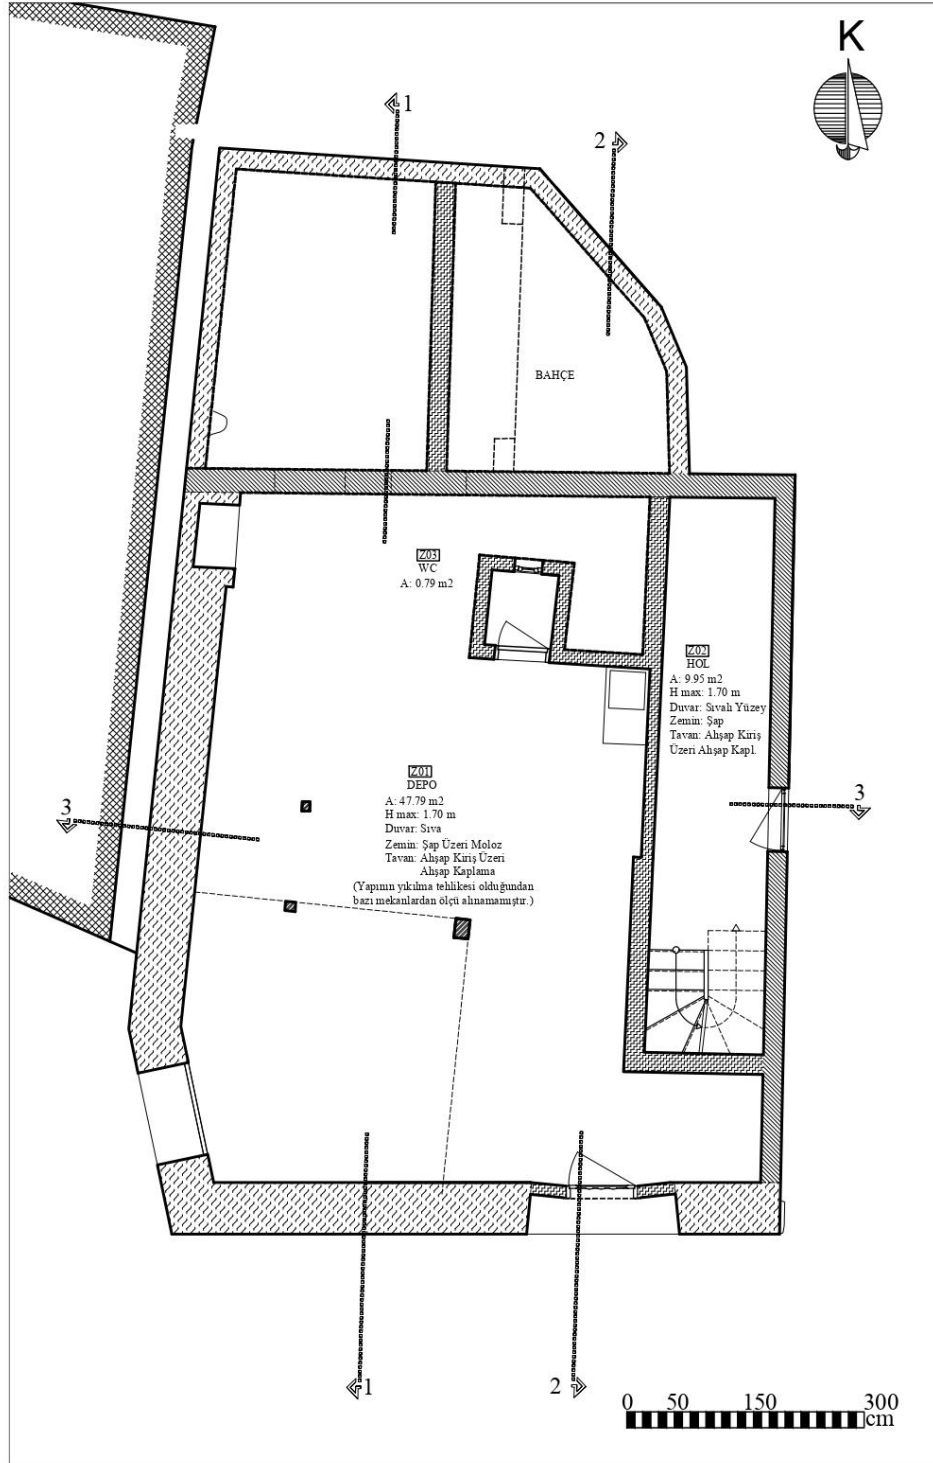 K
1
2
BAHÇE
Z03
WC
A: 0.79 m2
Z02
HOL
A: 9.95 m2
H max: 1.70 m
Duvar: Sıvalı Yüzey
Zemin: Şap
Tavan: Ahşap Kiriş
Üzeri Ahşap Kapl.
Z01
DEPO
A: 47.79 m2
H max: 1.70 m
Duvar: Sıva
Zemin: Şap Üzeri Moloz
Tavan: Ahşap Kiriş Üzeri
Ahşap Kaplama
(Yapının yıkılma tehlikesi olduğundan
bazı mekanlardan ölçü alınamamıştır.)
3
3
1
2
0 50 150 300
cm